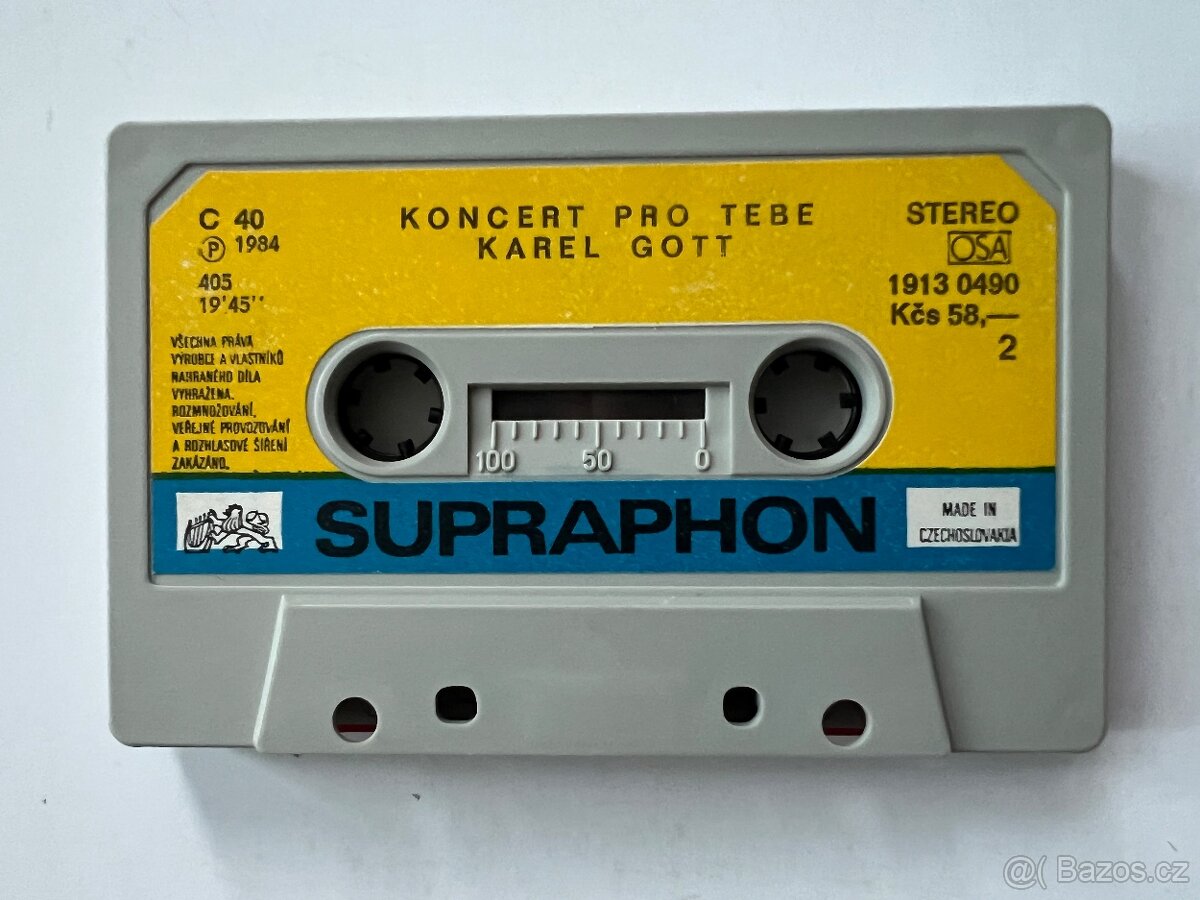 C 40
Ⓟ 1984
405
19'45''
KONCERT PRO TEBE
KAREL GOTT
STEREO
OSA
1913 0490
Kčs 58,—
2
VŠECHNA PRÁVA
VÝROBCE A VLASTNÍKŮ
NAHRANÉHO DÍLA
VYHRAŽENA.
ROZMNOŽOVÁNÍ,
VEŘEJNÉ PROVOZOVÁNÍ
A ROZHLASOVÉ ŠÍŘENÍ
ZAKÁZÁNO.
100 50 0
SUPRAPHON
MADE IN
CZECHOSLOVAKIA
@( Bazos.cz